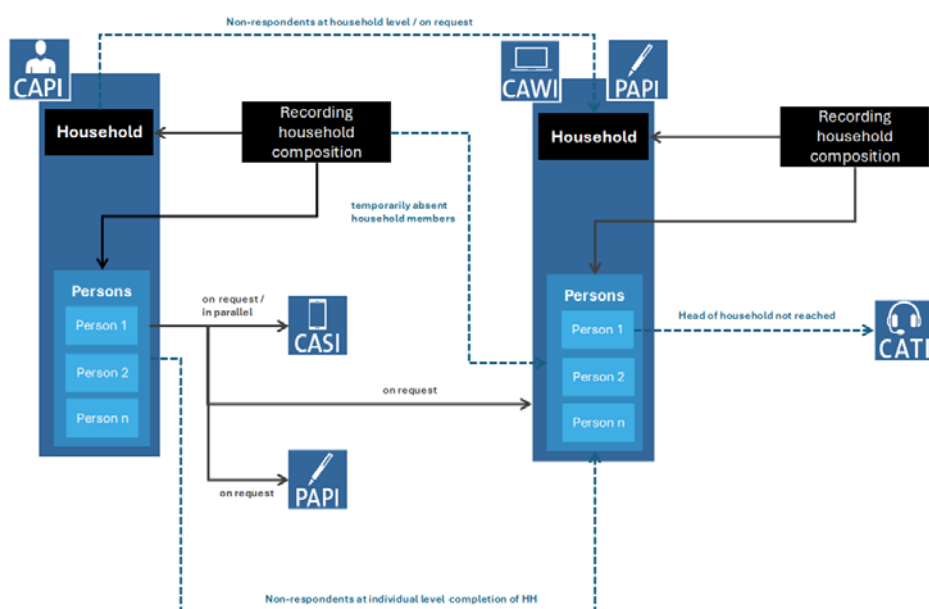 Non-respondents at household level / on request
CAPI
CAWI
PAPI
Household
Recording
household
composition
Household
Recording
household
composition
temporarily absent
household members
Persons
Person 1
Person 2
Person n
on request /
in parallel
CASI
on request
on request
PAPI
Persons
Person 1
Person 2
Person n
Head of household not reached
CATI
Non-respondents at individual level completion of HH